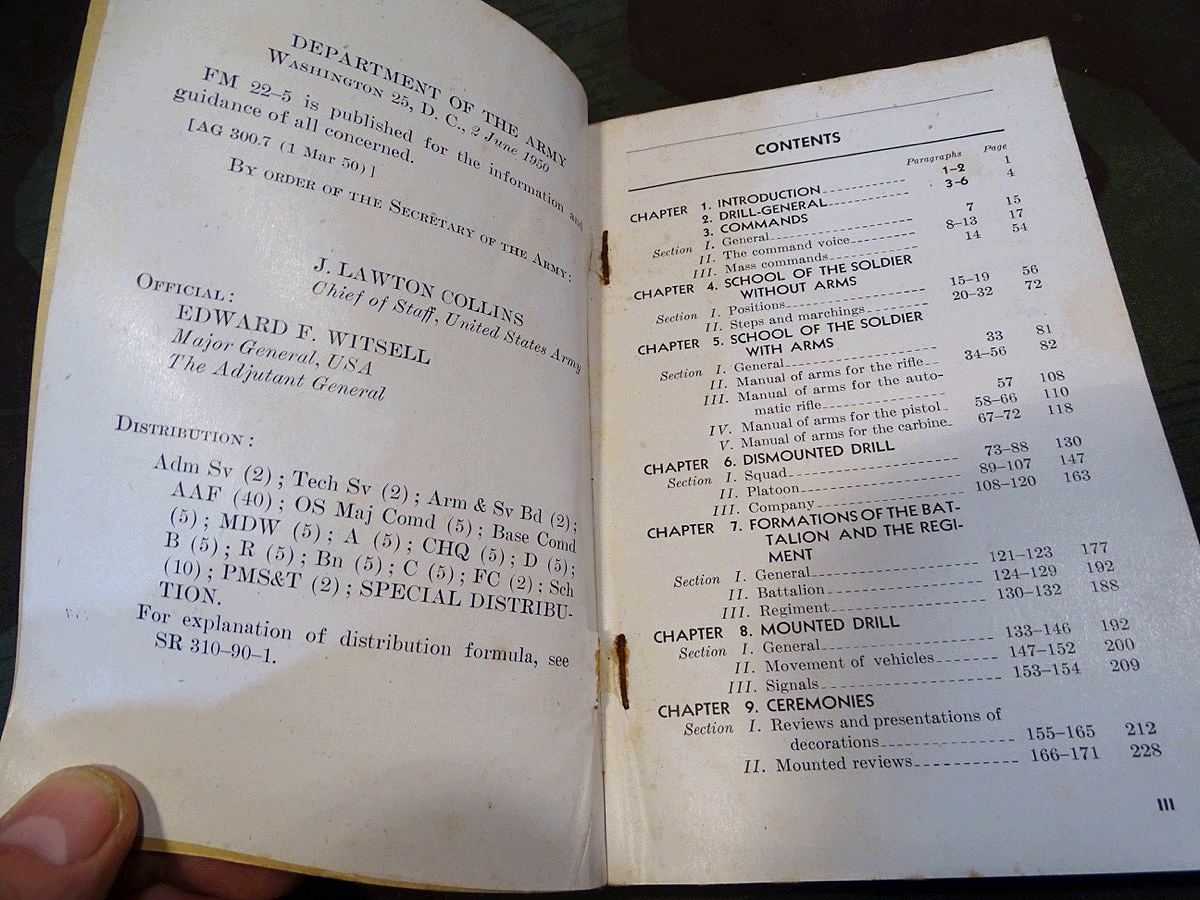 DEPARTMENT OF THE ARMY
WASHINGTON 25, D. C., 2 June 1950
FM 22–5 is published for the information and
guidance of all concerned.
[AG 300.7 (1 Mar 50) ]
BY ORDER OF THE SECRETARY OF THE ARMY:
J. LAWTON COLLINS
Chief of Staff, United States Army
OFFICIAL:
EDWARD F. WITSELL
Major General, USA
The Adjutant General
DISTRIBUTION:
Adm Sv (2); Tech Sv (2); Arm & Sv Bd (2);
AAF (40); OS Maj Comd (5); Base Comd
(5); MDW (5); A (5); CHQ (5); D (5);
B (5); R (5); Bn (5); C (5); FC (2); Sch
(10); PMS&T (2); SPECIAL DISTRIBU-
TION.
For explanation of distribution formula, see
SR 310–90–1.
CONTENTS
Paragraphs Page
CHAPTER 1. INTRODUCTION 1–2 1
2. DRILL-GENERAL 3–6 4
3. COMMANDS
Section I. General 7 15
II. The command voice 8–13 17
III. Mass commands 14 54
CHAPTER 4. SCHOOL OF THE SOLDIER
WITHOUT ARMS
Section I. Positions 15–19 56
II. Steps and marchings 20–32 72
CHAPTER 5. SCHOOL OF THE SOLDIER
WITH ARMS
Section I. General 33 81
II. Manual of arms for the rifle 34–56 82
III. Manual of arms for the auto-
matic rifle 57 108
IV. Manual of arms for the pistol 58–66 110
V. Manual of arms for the carbine 67–72 118
CHAPTER 6. DISMOUNTED DRILL
Section I. Squad 73–88 130
II. Platoon 89–107 147
III. Company 108–120 163
CHAPTER 7. FORMATIONS OF THE BAT-
TALION AND THE REGI-
MENT
Section I. General 121–123 177
II. Battalion 124–129 192
III. Regiment 130–132 188
CHAPTER 8. MOUNTED DRILL
Section I. General 133–146 192
II. Movement of vehicles 147–152 200
III. Signals 153–154 209
CHAPTER 9. CEREMONIES
Section I. Reviews and presentations of
decorations 155–165 212
II. Mounted reviews 166–171 228
III